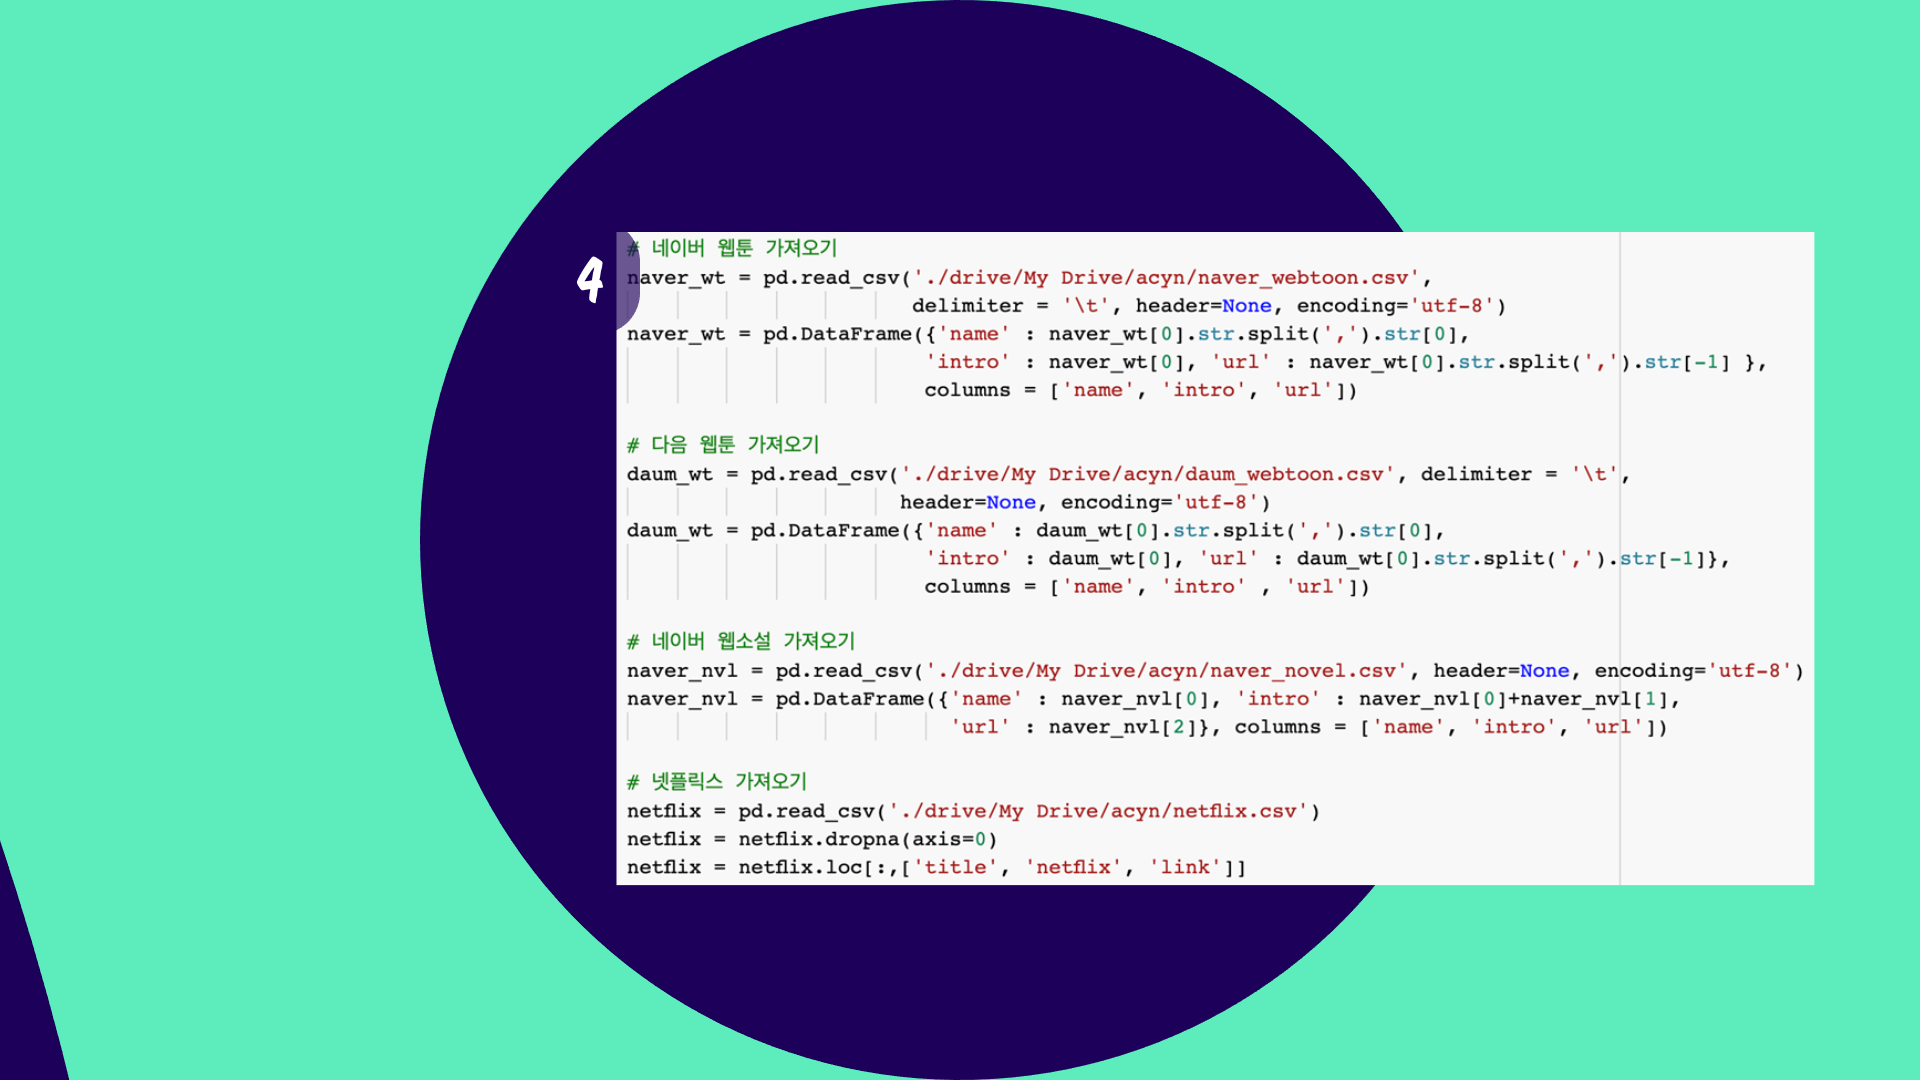 4
# 네이버 웹툰 가져오기
naver_wt = pd.read_csv('./drive/My Drive/acyn/naver_webtoon.csv',
delimiter = '\t', header=None, encoding='utf-8')
naver_wt = pd.DataFrame({'name' : naver_wt[0].str.split(',').str[0],
'intro' : naver_wt[0], 'url' : naver_wt[0].str.split(',').str[-1] },
columns = ['name', 'intro', 'url'])
# 다음 웹툰 가져오기
daum_wt = pd.read_csv('./drive/My Drive/acyn/daum_webtoon.csv', delimiter = '\t',
header=None, encoding='utf-8')
daum_wt = pd.DataFrame({'name' : daum_wt[0].str.split(',').str[0],
'intro' : daum_wt[0], 'url' : daum_wt[0].str.split(',').str[-1]},
columns = ['name', 'intro' , 'url'])
# 네이버 웹소설 가져오기
naver_nvl = pd.read_csv('./drive/My Drive/acyn/naver_novel.csv', header=None, encoding='utf-8')
naver_nvl = pd.DataFrame({'name' : naver_nvl[0], 'intro' : naver_nvl[0]+naver_nvl[1],
'url' : naver_nvl[2]}, columns = ['name', 'intro', 'url'])
# 넷플릭스 가져오기
netflix = pd.read_csv('./drive/My Drive/acyn/netflix.csv')
netflix = netflix.dropna(axis=0)
netflix = netflix.loc[:,['title', 'netflix', 'link']]